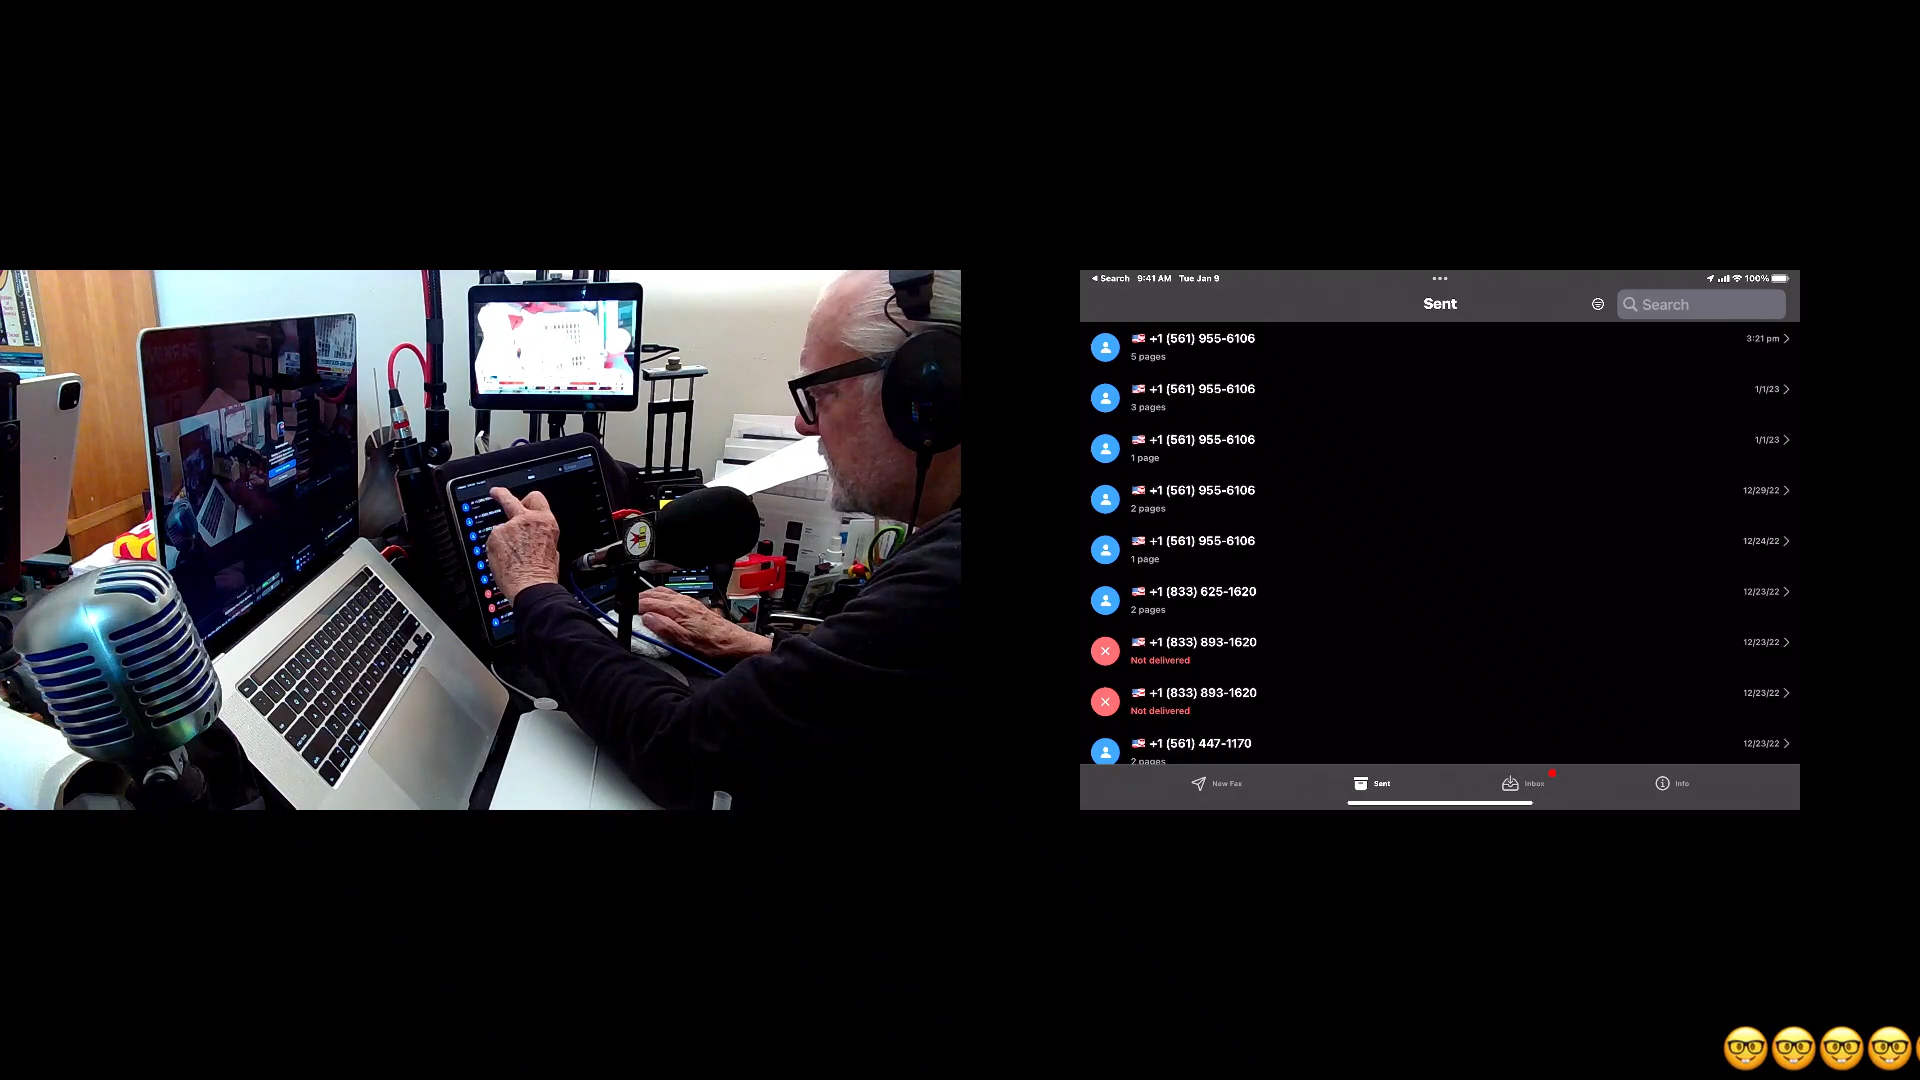 Search 9:41 AM Tue Jan 9
100%
Sent
Search
+1 (561) 955-6106
3:21 pm
5 pages
+1 (561) 955-6106
1/1/23
3 pages
+1 (561) 955-6106
1/1/23
1 page
+1 (561) 955-6106
12/29/22
2 pages
+1 (561) 955-6106
12/24/22
1 page
+1 (833) 625-1620
12/23/22
2 pages
+1 (833) 893-1620
12/23/22
Not delivered
+1 (833) 893-1620
12/23/22
Not delivered
+1 (561) 447-1170
12/23/22
2 pages
New Fax
Sent
Inbox
Info